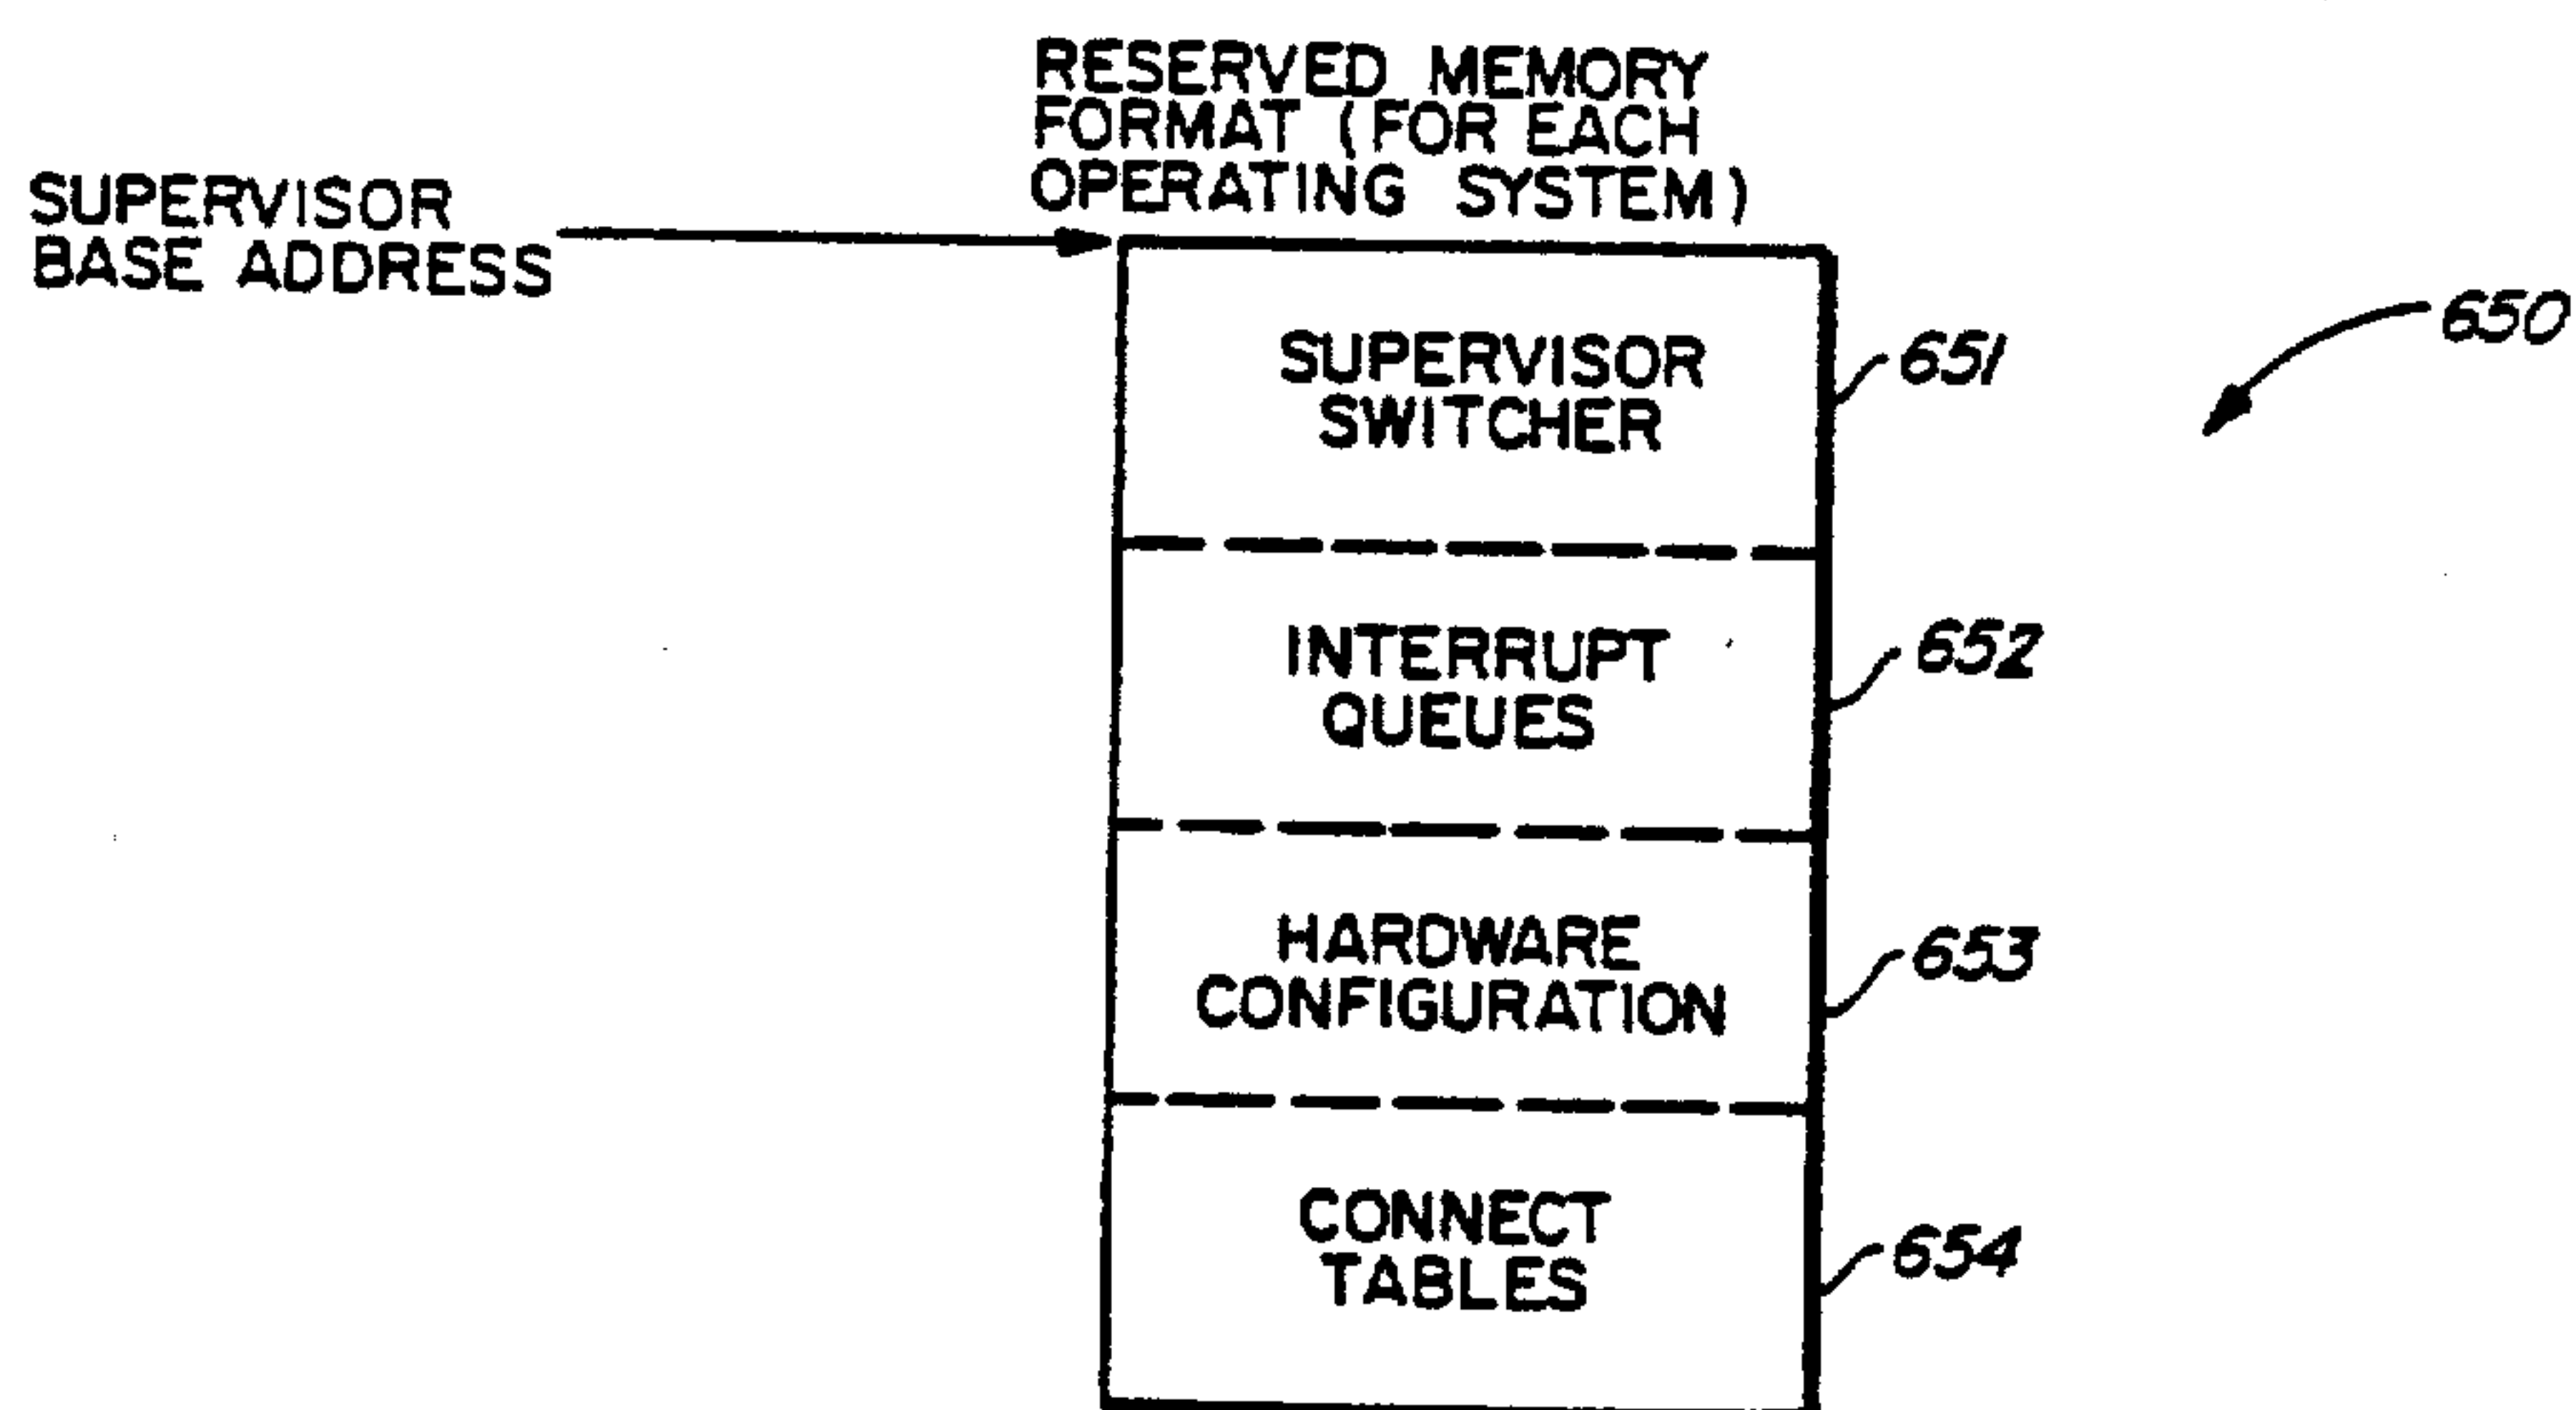 RESERVED MEMORY
FORMAT (FOR EACH
OPERATING SYSTEM)
SUPERVISOR
BASE ADDRESS
650
SUPERVISOR
SWITCHER
651
INTERRUPT
QUEUES
652
HARDWARE
CONFIGURATION
653
CONNECT
TABLES
654